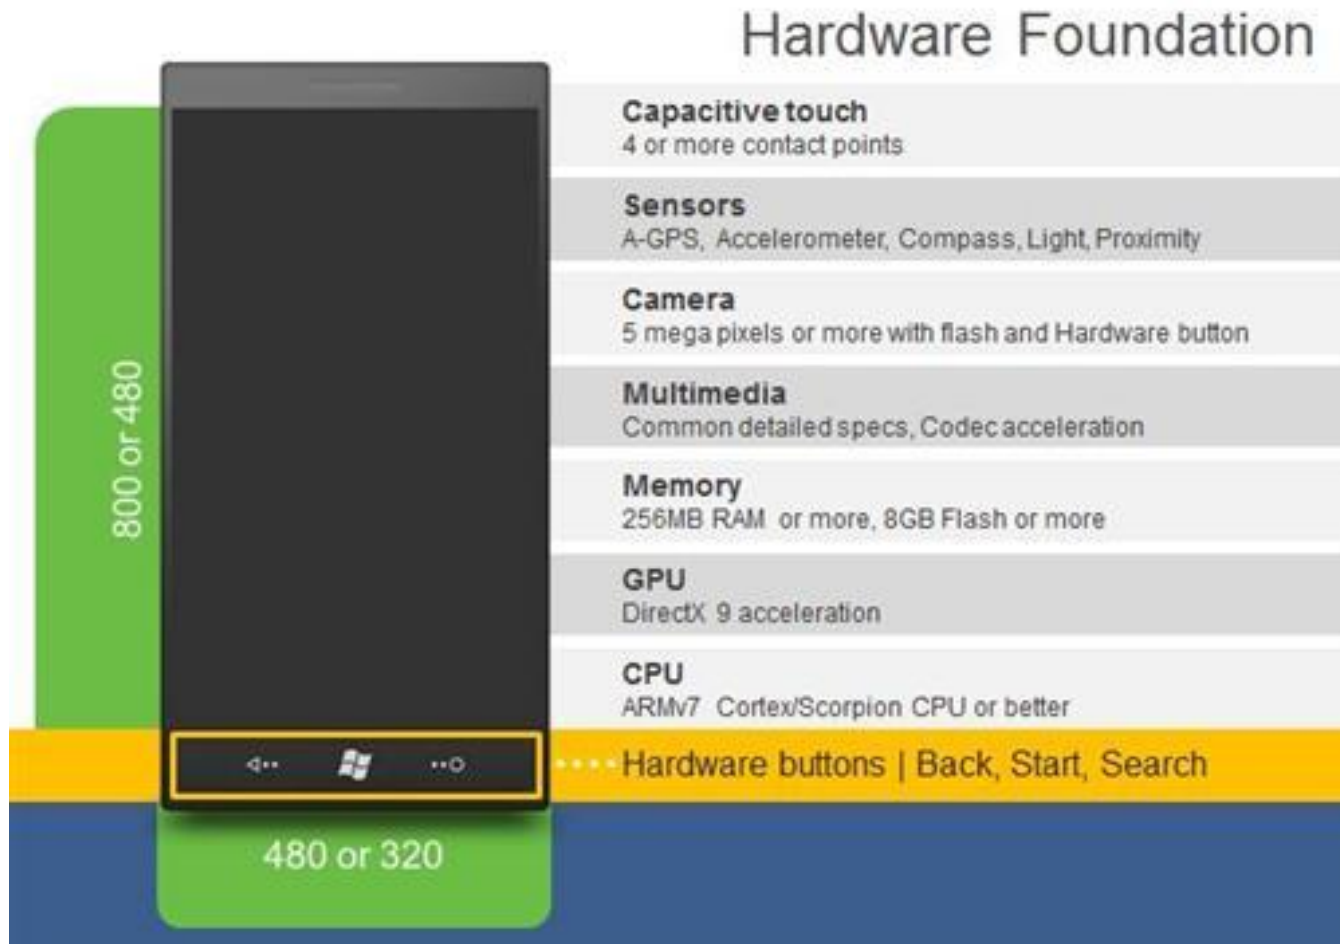 Hardware Foundation
Capacitive touch
4 or more contact points
Sensors
A-GPS, Accelerometer, Compass, Light, Proximity
Camera
5 mega pixels or more with flash and Hardware button
Multimedia
Common detailed specs, Codec acceleration
Memory
256MB RAM or more, 8GB Flash or more
GPU
DirectX 9 acceleration
CPU
ARMv7 Cortex/Scorpion CPU or better
Hardware buttons | Back, Start, Search
800 or 480
480 or 320